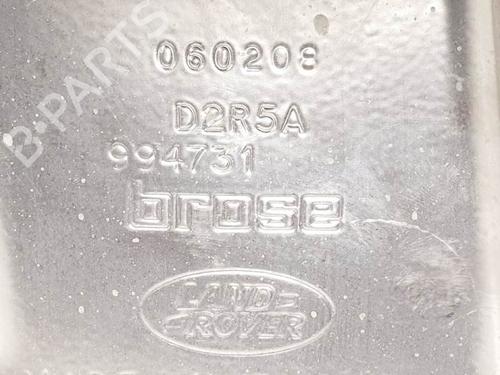 060208
D2R5A
994731
brose
LAND-
-ROVER
B-PARTS